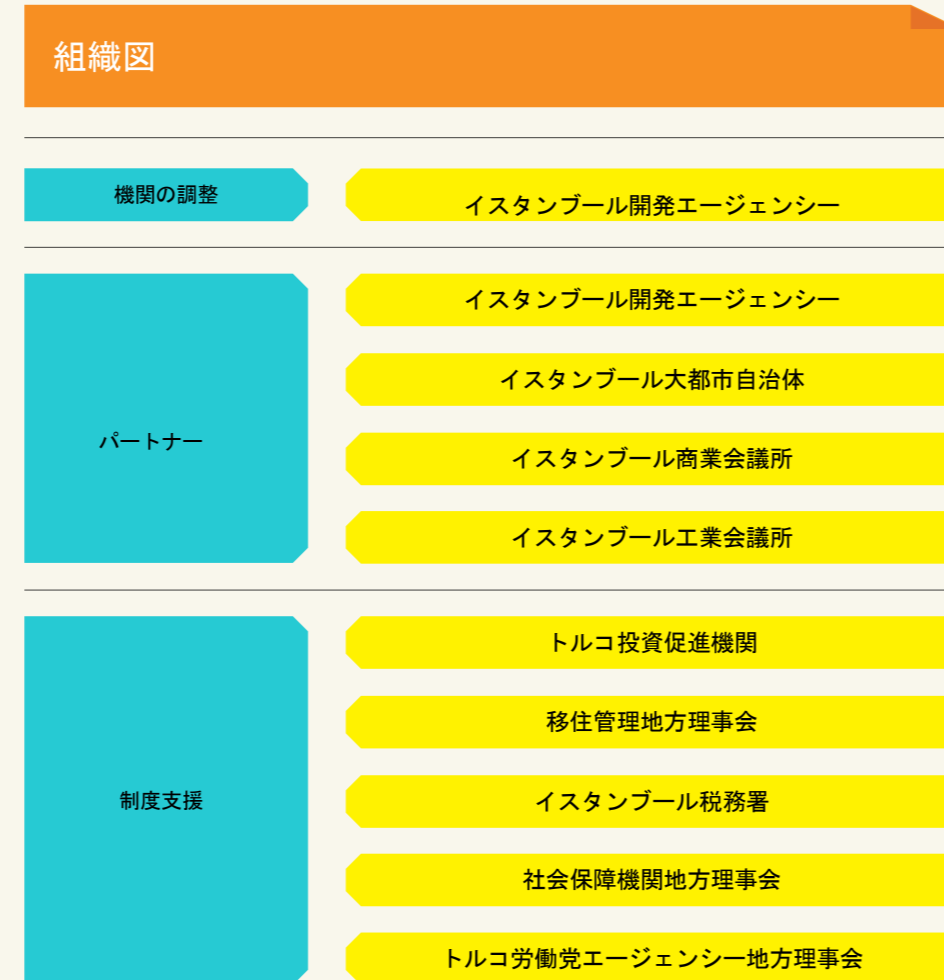 組織図
機関の調整
イスタンブール開発エージェンシー
パートナー
イスタンブール開発エージェンシー
イスタンブール大都市自治体
イスタンブール商業会議所
イスタンブール工業会議所
制度支援
トルコ投資促進機関
移住管理地方理事会
イスタンブール税務署
社会保障機関地方理事会
トルコ労働党エージェンシー地方理事会